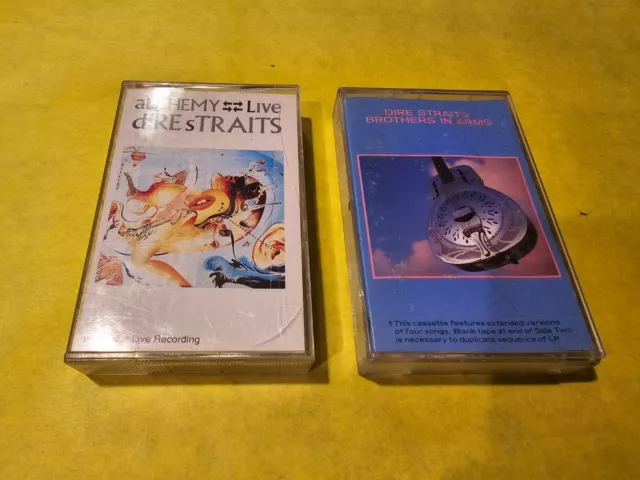 aLCHEMY ⇆ Live
dIRE sTRAITS
Live Recording
DIRE STRAITS
BROTHERS IN ARMS
† This cassette features extended versions
of four songs. Blank tape at end of Side Two
is necessary to duplicate sequence of LP